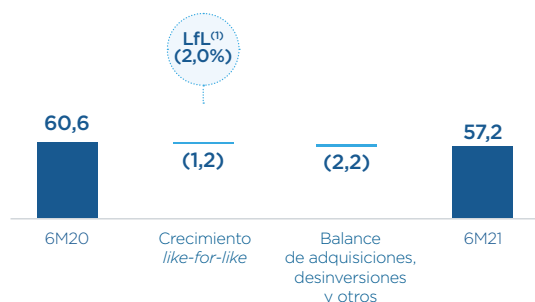 LfL(1)
(2,0%)
60,6
(1,2)
(2,2)
57,2
6M20
Crecimiento
like-for-like
Balance
de adquisiciones,
desinversiones
y otros
6M21